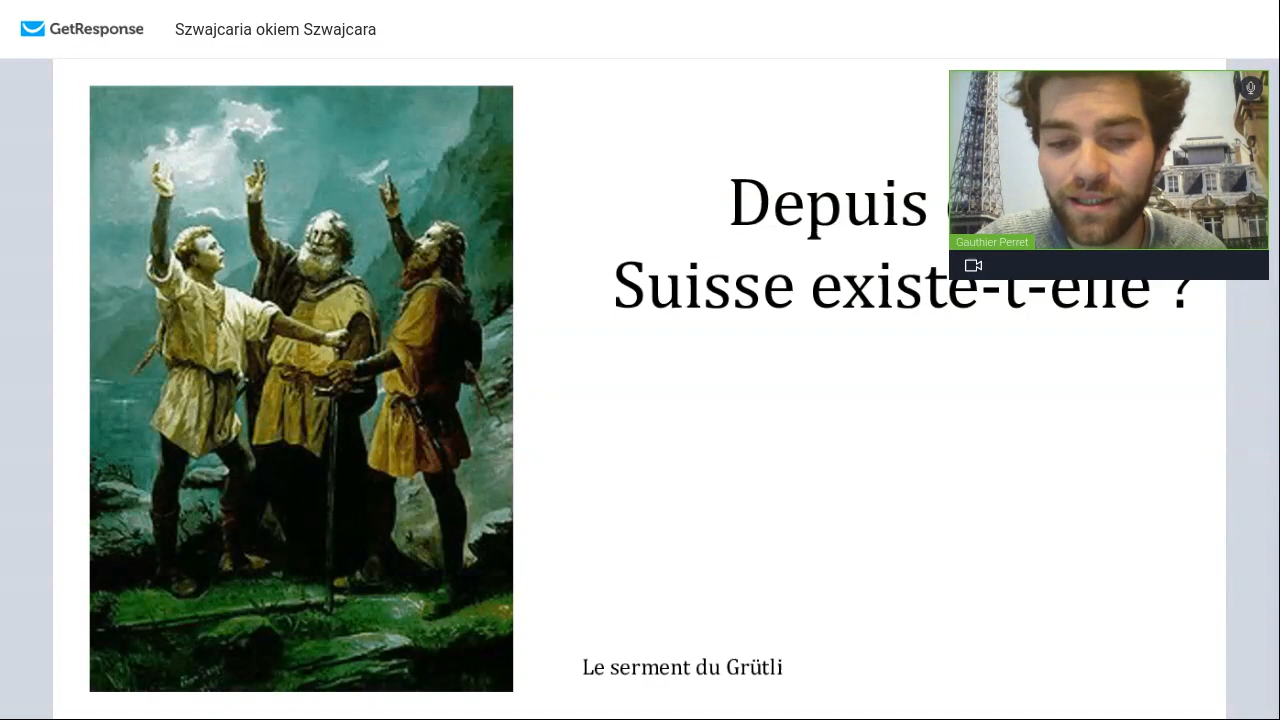 GetResponse
Szwajcaria okiem Szwajcara
Depuis
Suisse existe-t-elle ?
Gauthier Perret
Le serment du Grütli